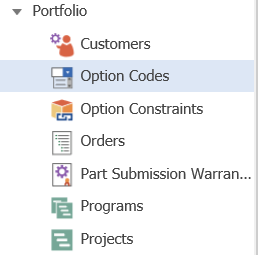 Portfolio
Customers
Option Codes
Option Constraints
Orders
Part Submission Warran...
Programs
Projects